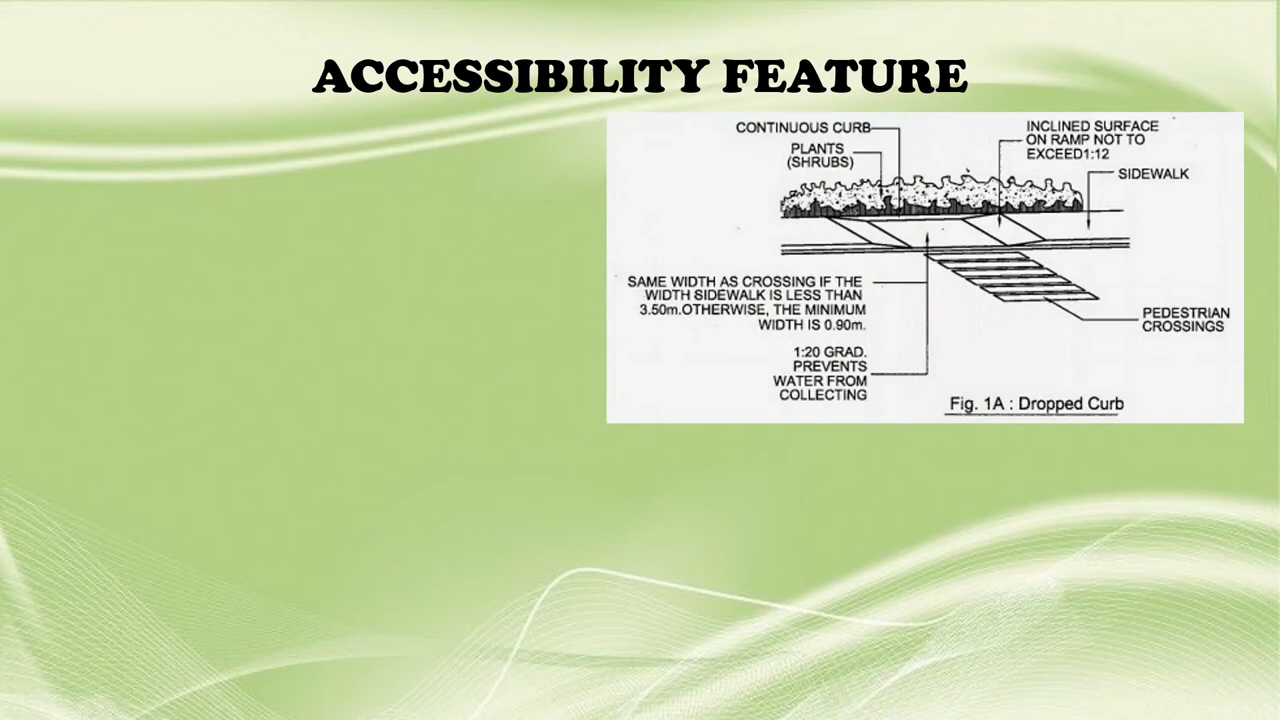 ACCESSIBILITY FEATURE
CONTINUOUS CURB
PLANTS
(SHRUBS)
INCLINED SURFACE
ON RAMP NOT TO
EXCEED1:12
SIDEWALK
SAME WIDTH AS CROSSING IF THE
WIDTH SIDEWALK IS LESS THAN
3.50m.OTHERWISE, THE MINIMUM
WIDTH IS 0.90m.
PEDESTRIAN
CROSSINGS
1:20 GRAD.
PREVENTS
WATER FROM
COLLECTING
Fig. 1A : Dropped Curb